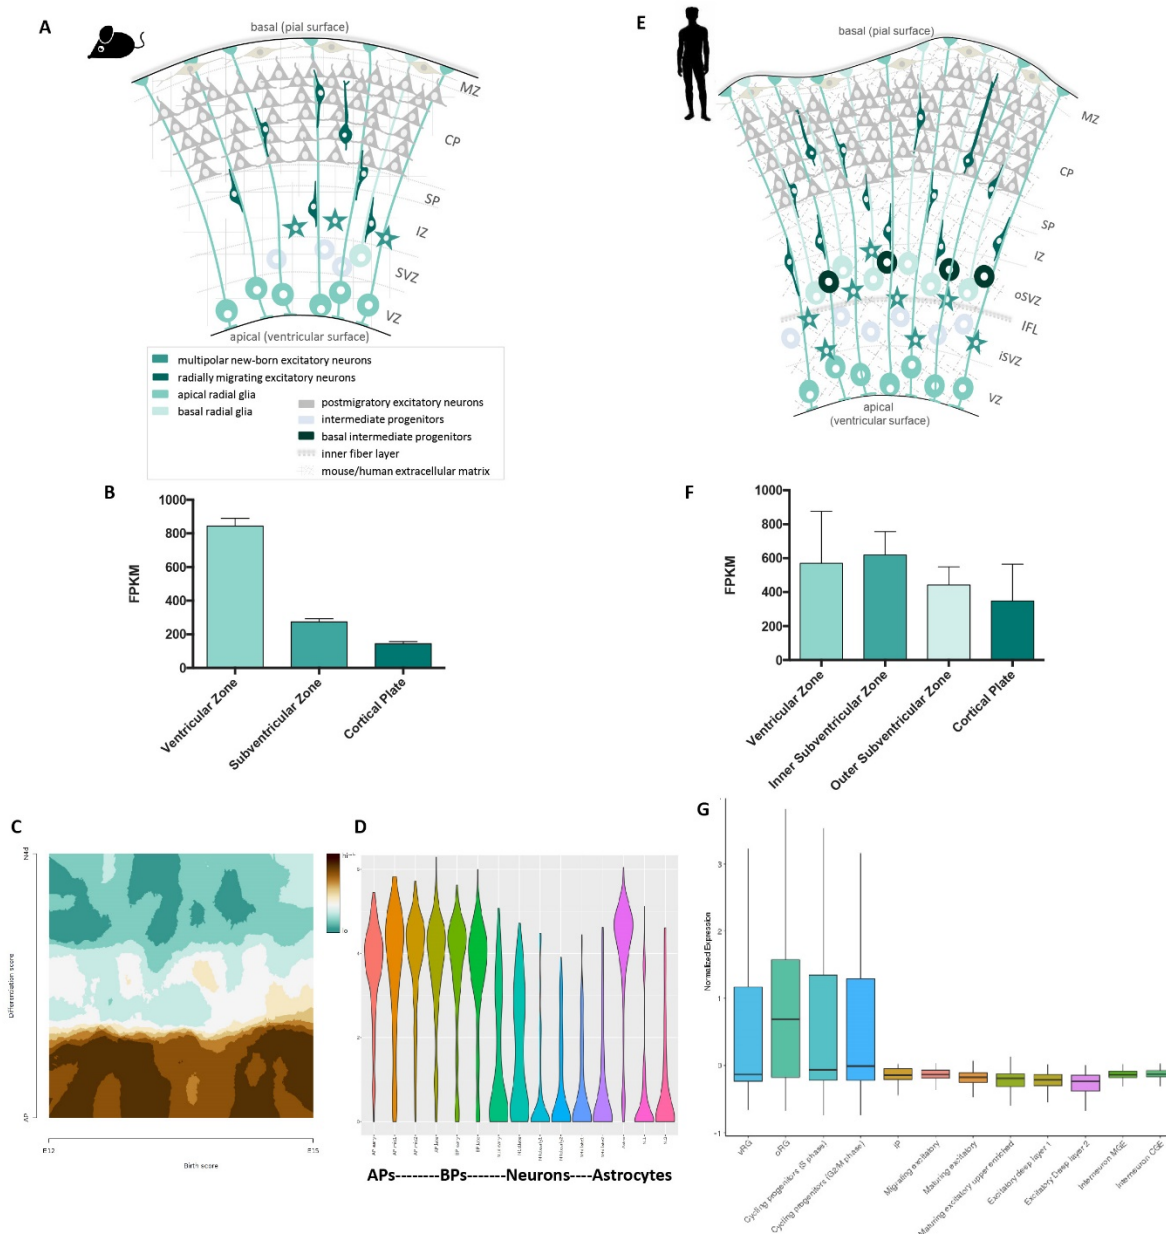 A
basal (pial surface)
MZ
CP
SP
IZ
SVZ
VZ
apical (ventricular surface)
multipolar new-born excitatory neurons
radially migrating excitatory neurons
apical radial glia
basal radial glia
postmigratory excitatory neurons
intermediate progenitors
basal intermediate progenitors
inner fiber layer
mouse/human extracellular matrix
E
basal (pial surface)
MZ
CP
SP
IZ
oSVZ
IFL
iSVZ
VZ
apical
(ventricular surface)
B
1000
800
600
400
200
0
FPKM
Ventricular Zone
Subventricular Zone
Cortical Plate
F
1000
800
600
400
200
0
FPKM
Ventricular Zone
Inner Subventricular Zone
Outer Subventricular Zone
Cortical Plate
C
N4d
Differentiation score
AP
E12
E15
Birth score
D
APs--------BPs-------Neurons----Astrocytes
G
3
2
1
0
-1
Normalized Expression
vRG
oRG
Cycling progenitors (S phase)
Cycling progenitors (G2/M phase)
IP
Migrating excitatory
Maturing excitatory
Maturing excitatory upper enriched
Excitatory deep layer 1
Excitatory Deep layer 2
Interneuron MGE
Interneuron CGE